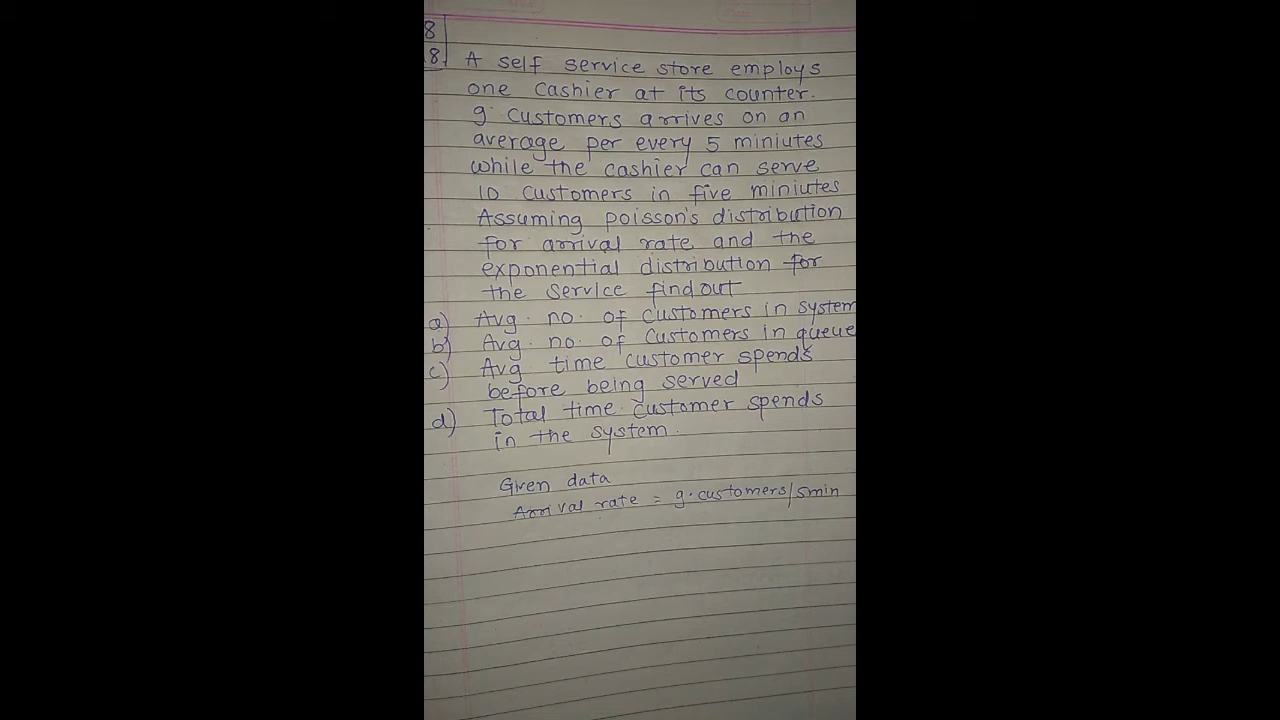 8
8) A self service store employs
one cashier at its counter.
9 customers arrives on an
average per every 5 miniutes
while the cashier can serve
10 customers in five miniutes
Assuming poisson's distribution
for arrival rate and the
exponential distribution for
the service find out
a) Avg. no. of customers in system
b) Avg. no. of customers in queue
c) Avg time customer spends
before being served
d) Total time customer spends
in the system.
Given data
Arrival rate = 9 customers/5min